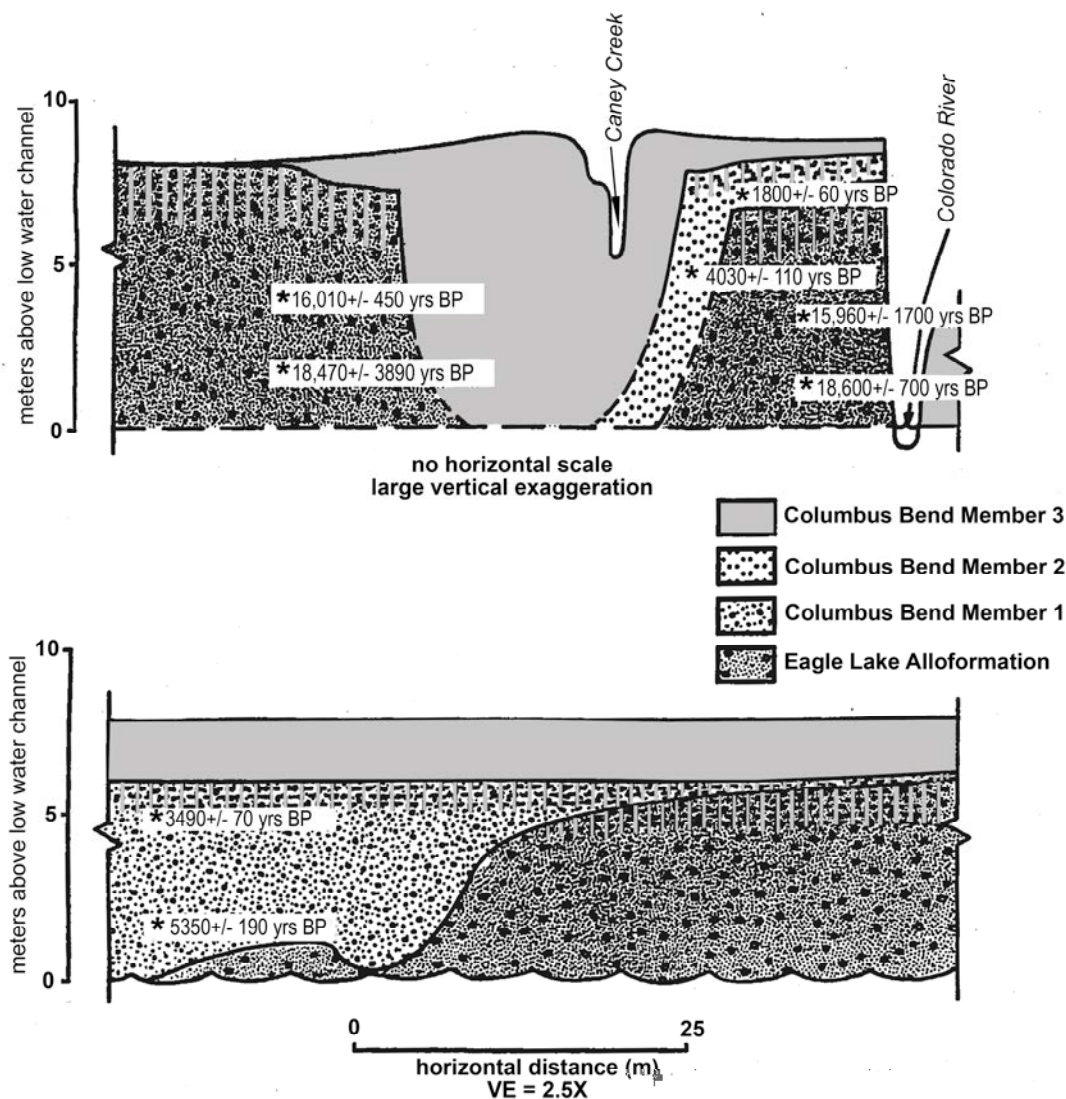 Caney Creek
Colorado River
10
5
0
meters above low water channel
*1800+/- 60 yrs BP
* 4030+/- 110 yrs BP
*16,010+/- 450 yrs BP
*15,960+/- 1700 yrs BP
*18,470+/- 3890 yrs BP
* 18,600+/- 700 yrs BP
no horizontal scale
large vertical exaggeration
Columbus Bend Member 3
Columbus Bend Member 2
Columbus Bend Member 1
Eagle Lake Alloformation
10
5
0
meters above low water channel
*3490+/- 70 yrs BP
* 5350+/- 190 yrs BP
0 25
horizontal distance (m)
VE = 2.5X